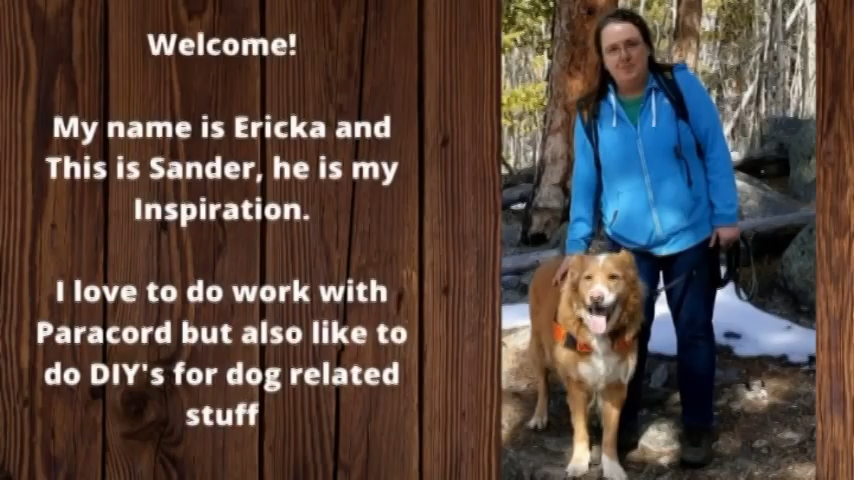 Welcome!
My name is Ericka and
This is Sander, he is my
Inspiration.
I love to do work with
Paracord but also like to
do DIY's for dog related
stuff